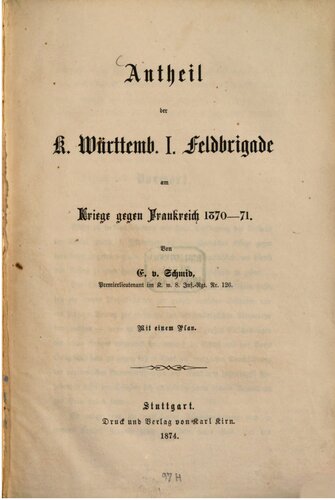 Antheil
der
K. Württemb. I. Feldbrigade
am
Kriege gegen Frankreich 1870—71.
Von
E. v. Schmid,
Premierlieutenant im K. w. 8. Inf.-Rgt. Nr. 126.
Mit einem Plan.
Stuttgart.
Druck und Verlag von Karl Kirn.
1874.
97 H